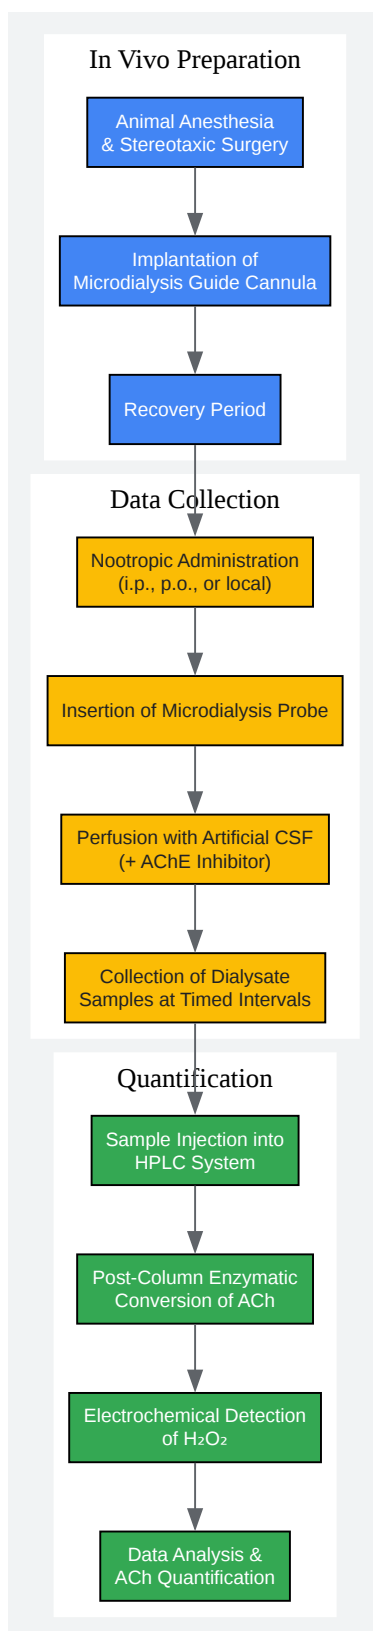 In Vivo Preparation
Animal Anesthesia
& Stereotaxic Surgery
Implantation of
Microdialysis Guide Cannula
Recovery Period
Data Collection
Nootropic Administration
(i.p., p.o., or local)
Insertion of Microdialysis Probe
Perfusion with Artificial CSF
(+ AChE Inhibitor)
Collection of Dialysate
Samples at Timed Intervals
Quantification
Sample Injection into
HPLC System
Post-Column Enzymatic
Conversion of ACh
Electrochemical Detection
of H₂O₂
Data Analysis &
ACh Quantification